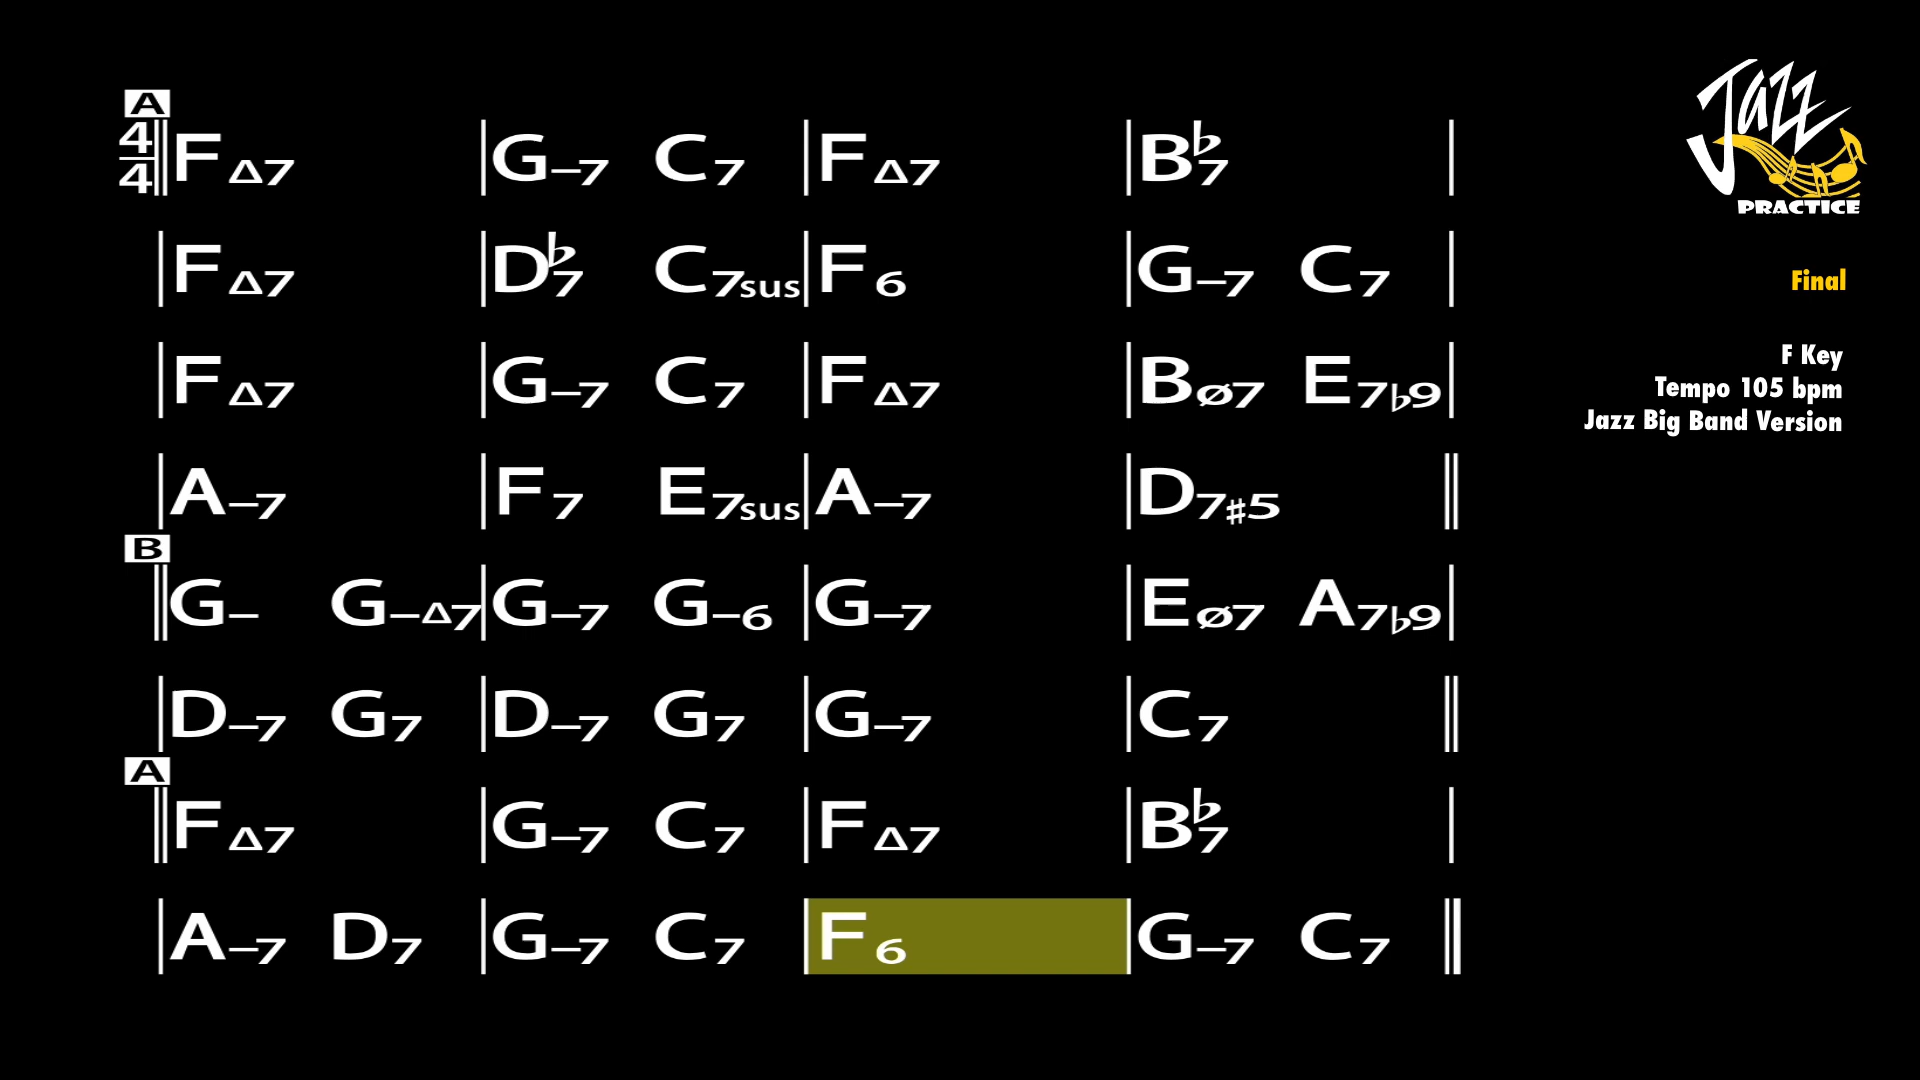 A
4/4 FΔ7 | G–7 C7 | FΔ7 | B♭7 |
| FΔ7 | D♭7 C7sus | F6 | G–7 C7 |
| FΔ7 | G–7 C7 | FΔ7 | Bø7 E7♭9 |
| A–7 | F7 E7sus | A–7 | D7♯5 ||
B
|| G– G–Δ7 | G–7 G–6 | G–7 | Eø7 A7♭9 |
| D–7 G7 | D–7 G7 | G–7 | C7 ||
A
|| FΔ7 | G–7 C7 | FΔ7 | B♭7 |
| A–7 D7 | G–7 C7 | F6 | G–7 C7 ||
Jazz
PRACTICE
Final
F Key
Tempo 105 bpm
Jazz Big Band Version